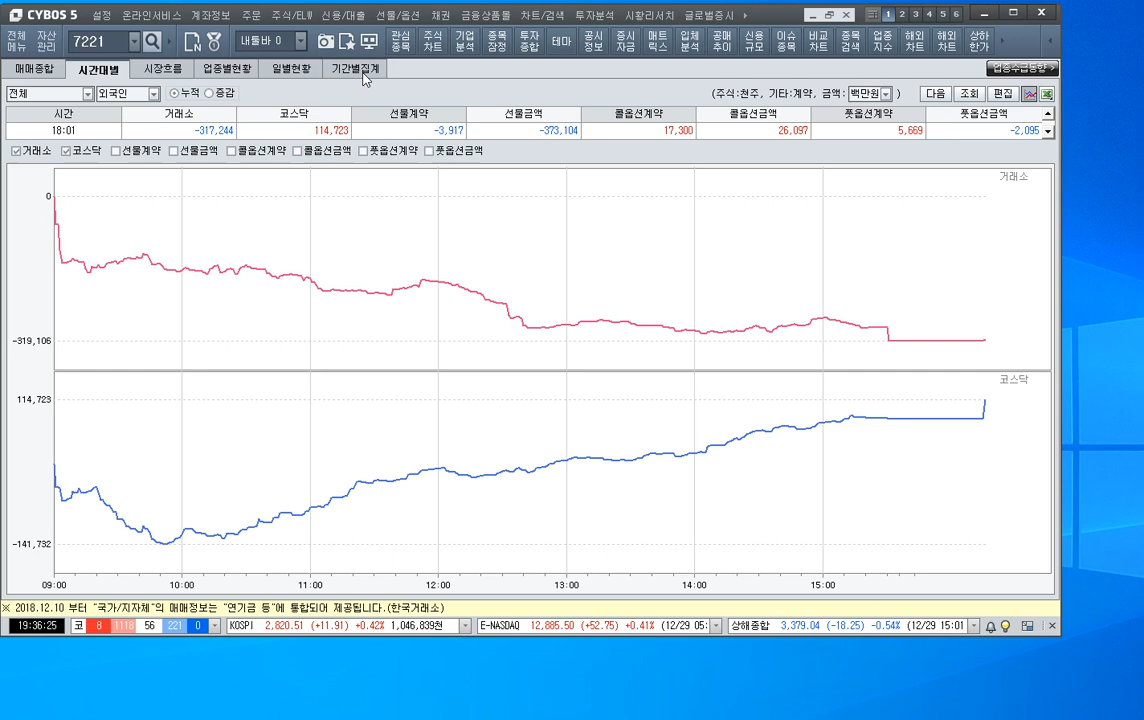 CYBOS 5 설정 온라인서비스 계좌정보 주문 주식/ELW 신용/대출 선물/옵션 채권 금융상품몰 차트/검색 투자분석 시황리서치 글로벌증시 1 2 3 4 5 6
전체메뉴 자산관리 7221 내툴바 0 관심종목 주식차트 기업분석 종목잠정 투자종합 테마 공시정보 증시자금 매트릭스 입체분석 공매추이 신용규모 이슈종목 비교차트 종목검색 업종지수 해외차트 해외차트 상하한가
매매종합 시간대별 시장흐름 업종별현황 일별현황 기간별집계 업종수급동향 >
전체 외국인 누적 증감 (주식:천주, 기타:계약, 금액: 백만원 ) 다음 조회 편집
시간 거래소 코스닥 선물계약 선물금액 콜옵션계약 콜옵션금액 풋옵션계약 풋옵션금액
18:01 -317,244 114,723 -3,917 -373,104 17,300 26,097 5,669 -2,095
거래소 코스닥 선물계약 선물금액 콜옵션계약 콜옵션금액 풋옵션계약 풋옵션금액
거래소
0
-319,106
코스닥
114,723
-141,732
09:00 10:00 11:00 12:00 13:00 14:00 15:00
※ 2018.12.10 부터 "국가/지자체"의 매매정보는 "연기금 등"에 통합되어 제공됩니다.(한국거래소)
19:36:25 코 8 1118 56 221 0 KOSPI 2,820.51 (+11.91) +0.42% 1,046,839천 E-NASDAQ 12,885.50 (+52.75) +0.41% (12/29 05: 상해종합 3,379.04 (-18.25) -0.54% (12/29 15:01